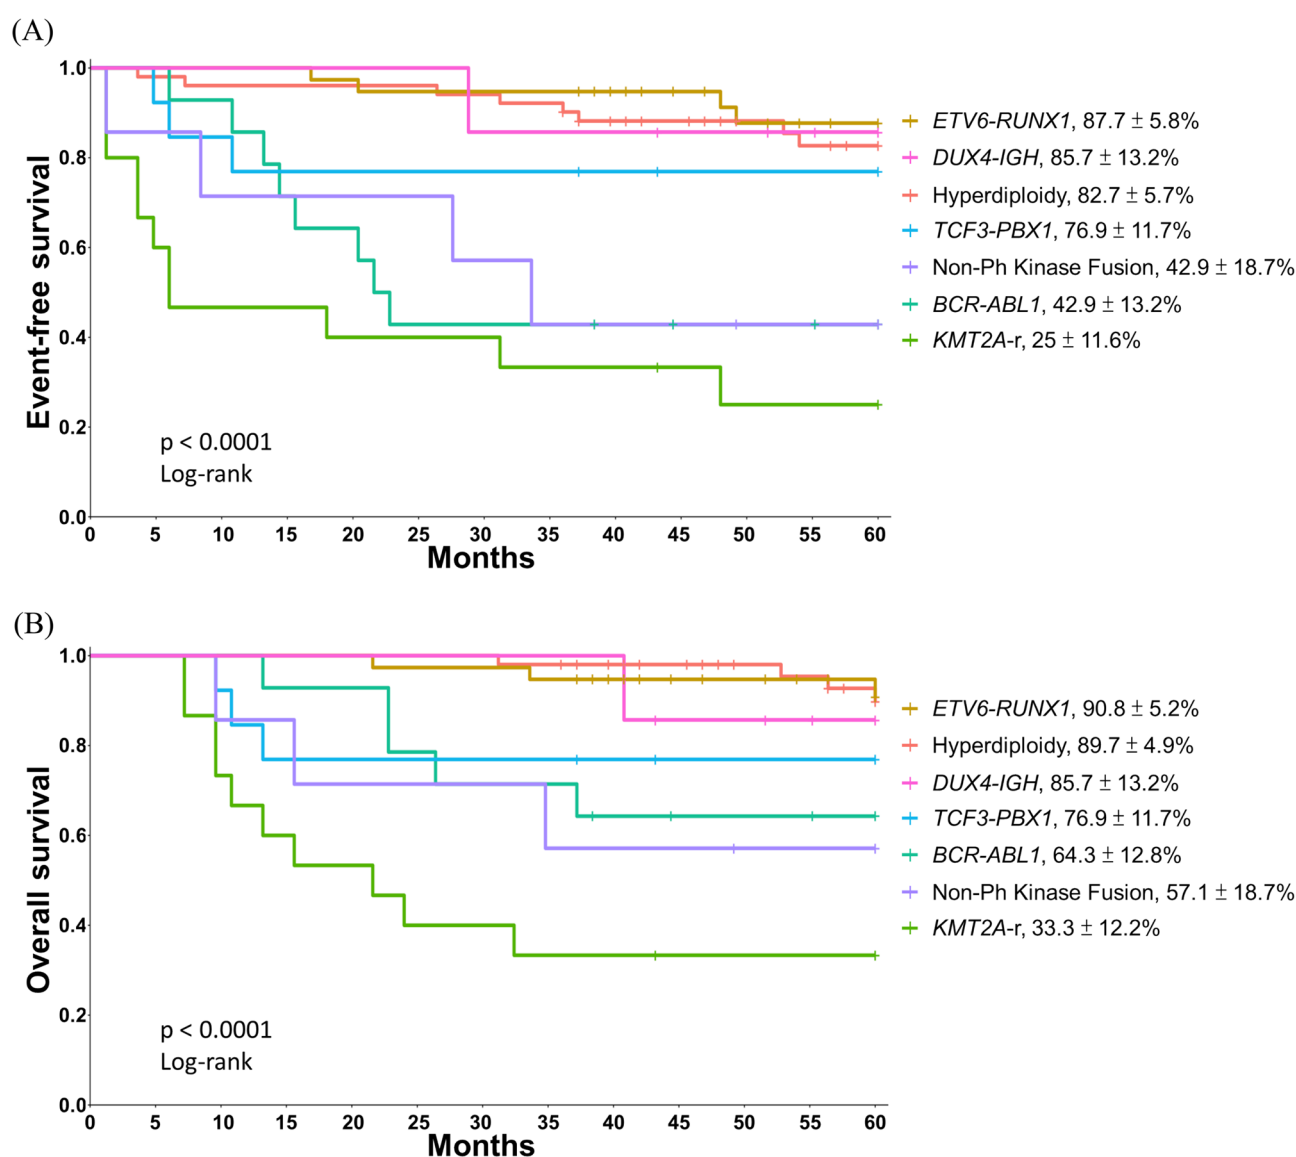 (A)
Event-free survival
1.0
0.8
0.6
0.4
0.2
0.0
p < 0.0001
Log-rank
0 5 10 15 20 25 30 35 40 45 50 55 60
Months
ETV6-RUNX1, 87.7 ± 5.8%
DUX4-IGH, 85.7 ± 13.2%
Hyperdiploidy, 82.7 ± 5.7%
TCF3-PBX1, 76.9 ± 11.7%
Non-Ph Kinase Fusion, 42.9 ± 18.7%
BCR-ABL1, 42.9 ± 13.2%
KMT2A-r, 25 ± 11.6%
(B)
Overall survival
1.0
0.8
0.6
0.4
0.2
0.0
p < 0.0001
Log-rank
0 5 10 15 20 25 30 35 40 45 50 55 60
Months
ETV6-RUNX1, 90.8 ± 5.2%
Hyperdiploidy, 89.7 ± 4.9%
DUX4-IGH, 85.7 ± 13.2%
TCF3-PBX1, 76.9 ± 11.7%
BCR-ABL1, 64.3 ± 12.8%
Non-Ph Kinase Fusion, 57.1 ± 18.7%
KMT2A-r, 33.3 ± 12.2%